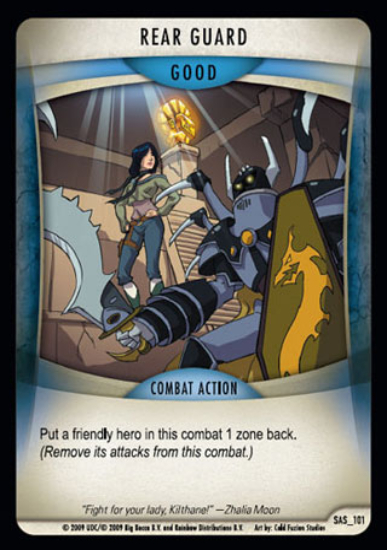 REAR GUARD
GOOD
COMBAT ACTION
Put a friendly hero in this combat 1 zone back.
(Remove its attacks from this combat.)
"Fight for your lady, Kilthane!" —Zhalia Moon
SAS_101
© 2009 UDC/© 2009 Big Bocca B.V. and Rainbow Distributions B.V. Art by: Cold Fuzion Studios